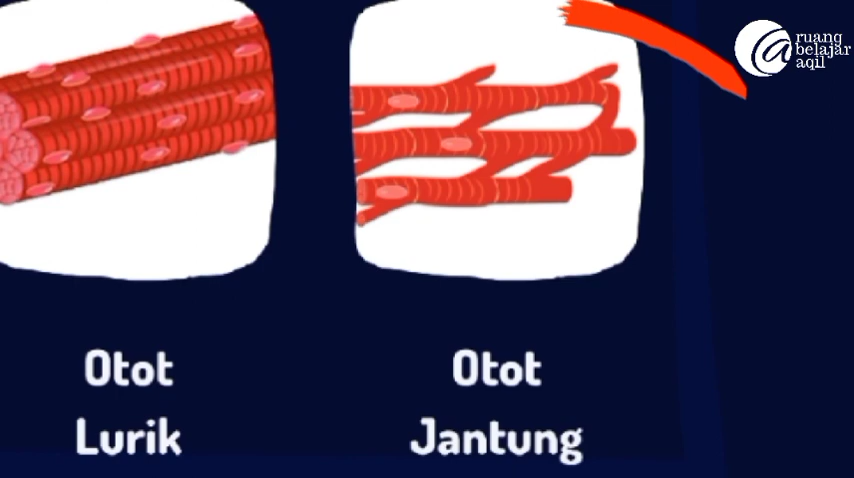 ruang
belajar
aqil
Otot
Lurik
Otot
Jantung